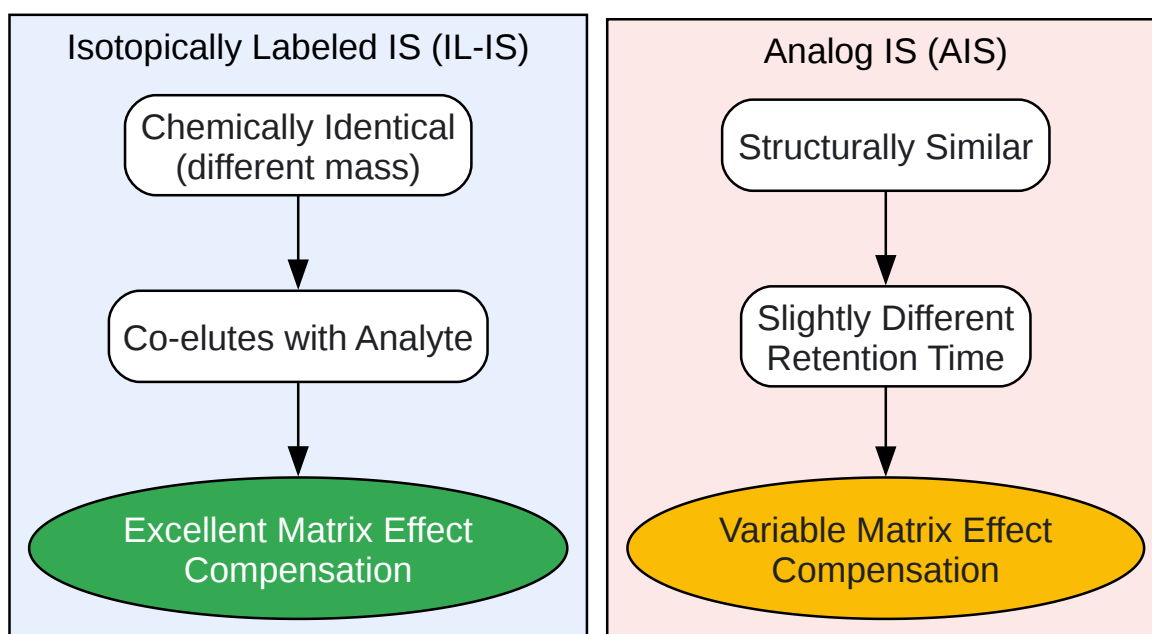 Isotopically Labeled IS (IL-IS)
Chemically Identical
(different mass)
Co-elutes with Analyte
Excellent Matrix Effect
Compensation
Analog IS (AIS)
Structurally Similar
Slightly Different
Retention Time
Variable Matrix Effect
Compensation